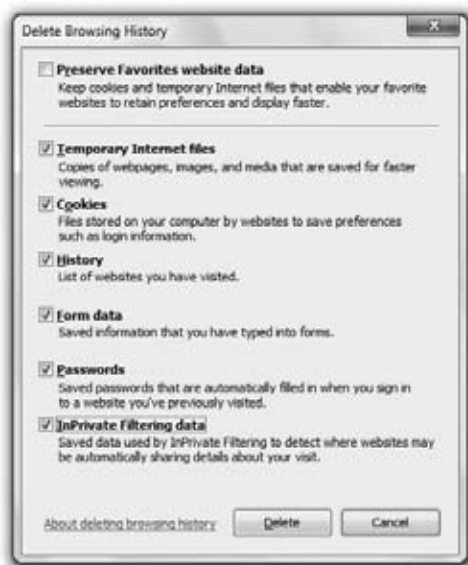 Delete Browsing History
Preserve Favorites website data
Keep cookies and temporary Internet files that enable your favorite
websites to retain preferences and display faster.
Temporary Internet files
Copies of webpages, images, and media that are saved for faster
viewing.
Cookies
Files stored on your computer by websites to save preferences
such as login information.
History
List of websites you have visited.
Form data
Saved information that you have typed into forms.
Passwords
Saved passwords that are automatically filled in when you sign in
to a website you've previously visited.
InPrivate Filtering data
Saved data used by InPrivate Filtering to detect where websites may
be automatically sharing details about your visit.
About deleting browsing history
Delete
Cancel